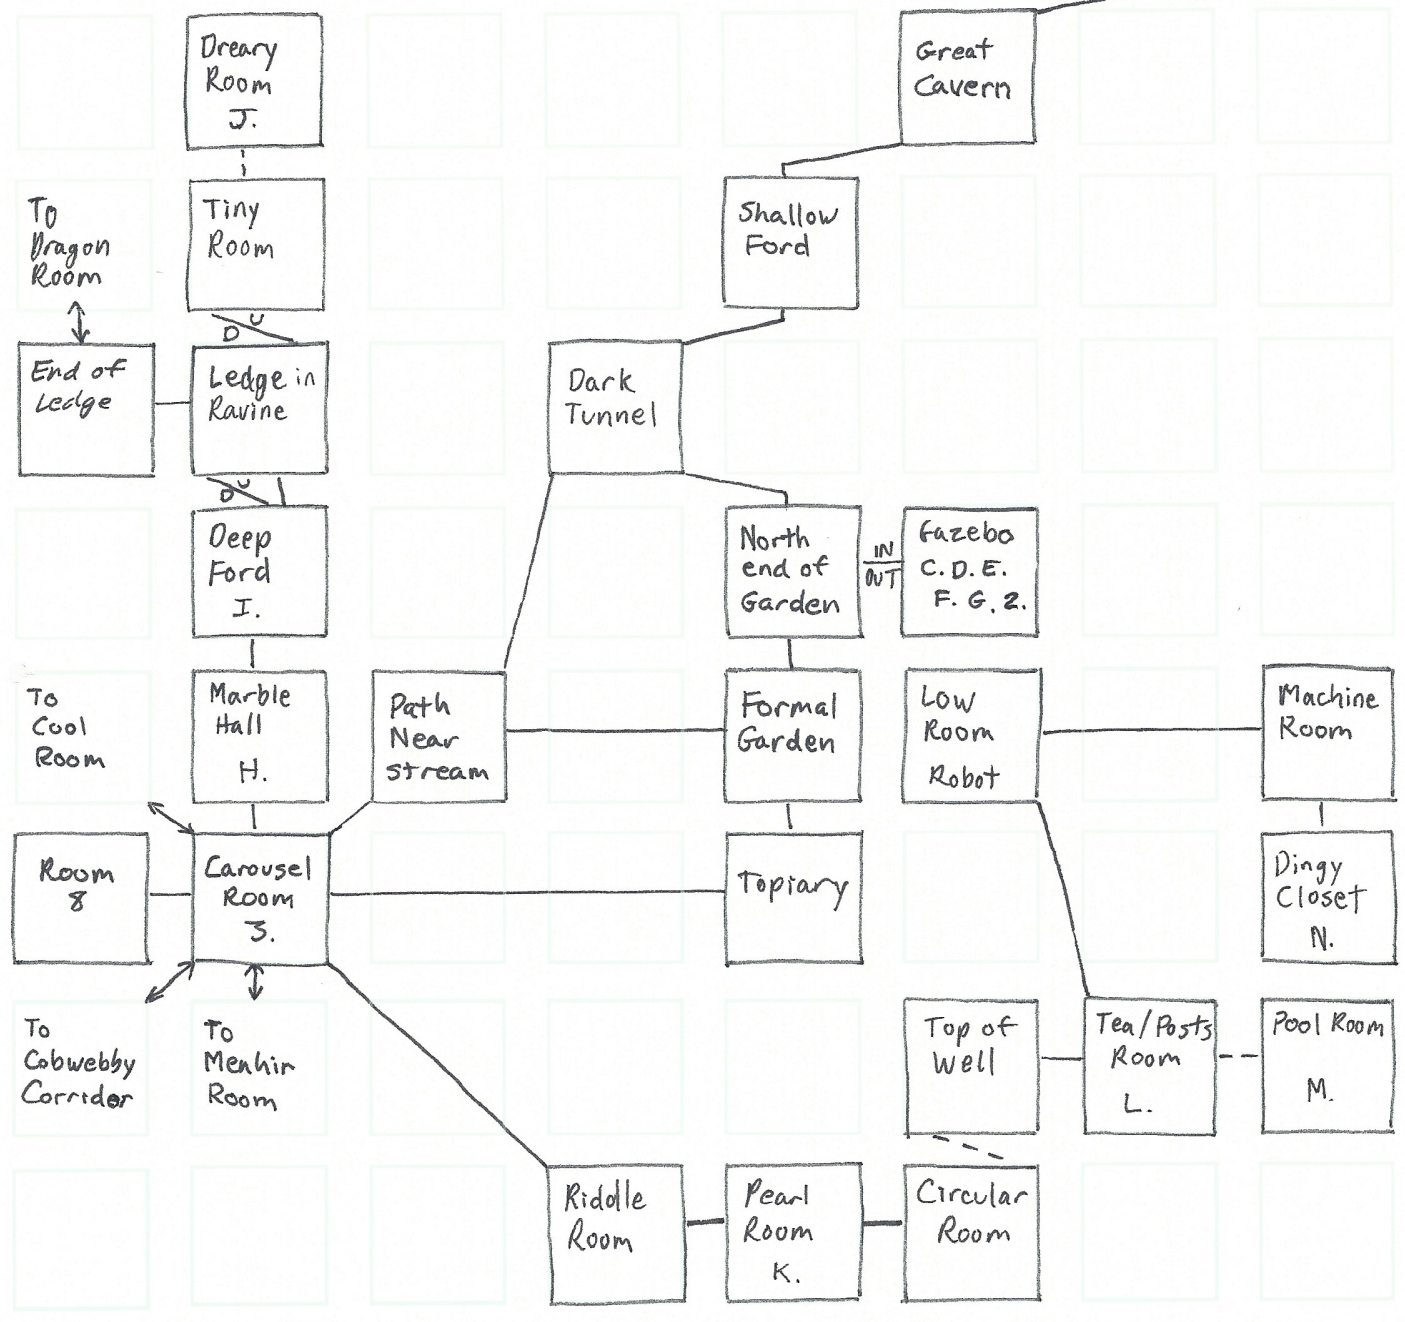 Dreary
Room
J.
Great
Cavern
To
Dragon
Room
Tiny
Room
Shallow
Ford
D U
End of
Ledge
Ledge in
Ravine
Dark
Tunnel
D U
Deep
Ford
I.
North
end of
Garden
IN
OUT
Gazebo
C. D. E.
F. G. 2.
To
Cool
Room
Marble
Hall
H.
Path
Near
stream
Formal
Garden
Low
Room
Robot
Machine
Room
Room
8
Carousel
Room
3.
Topiary
Dingy
Closet
N.
To
Cobwebby
Corridor
To
Menhir
Room
Top of
Well
Tea/Posts
Room
L.
Pool Room
M.
Riddle
Room
Pearl
Room
K.
Circular
Room